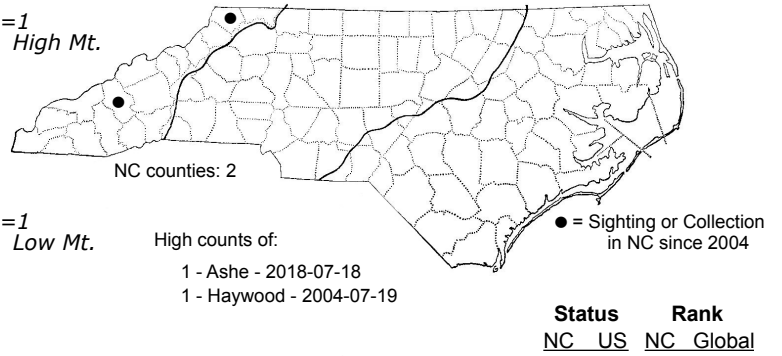 =1
High Mt.
NC counties: 2
=1
Low Mt.
High counts of:
1 - Ashe - 2018-07-18
1 - Haywood - 2004-07-19
● = Sighting or Collection
in NC since 2004
Status Rank
NC US NC Global